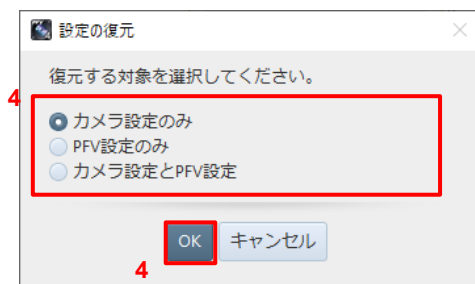 設定の復元
復元する対象を選択してください。
4
カメラ設定のみ
PFV設定のみ
カメラ設定とPFV設定
OK キャンセル
4